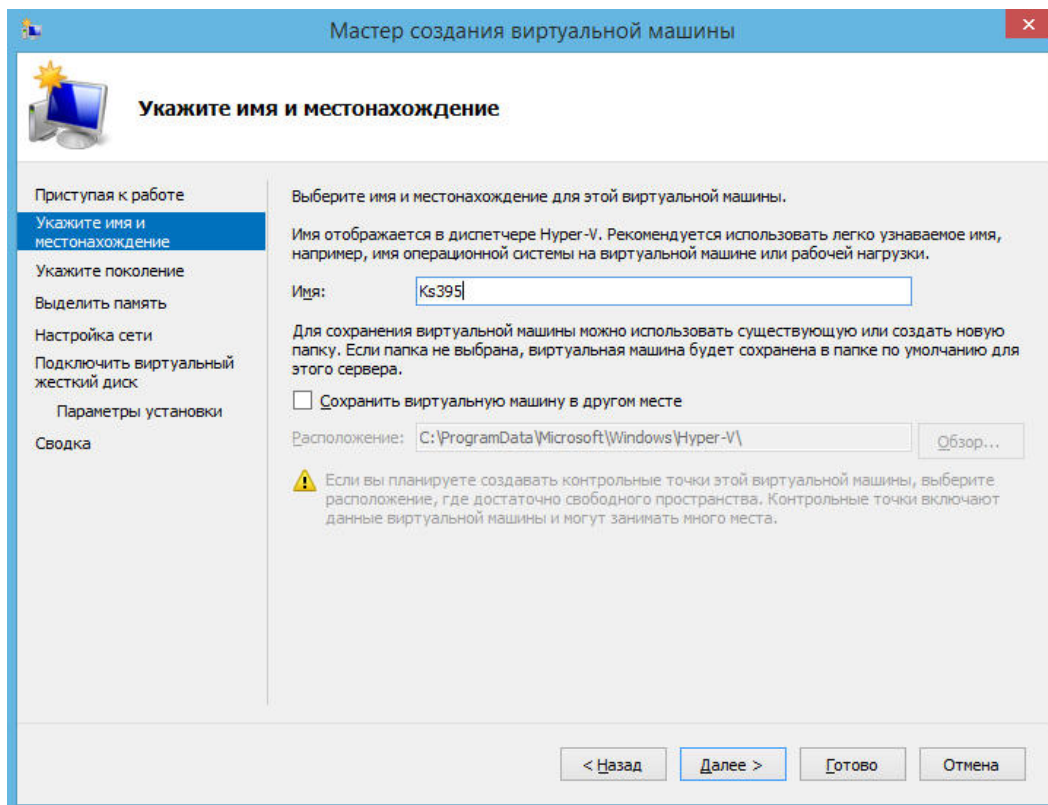 Мастер создания виртуальной машины
Укажите имя и местонахождение
Приступая к работе
Укажите имя и
местонахождение
Укажите поколение
Выделить память
Настройка сети
Подключить виртуальный
жесткий диск
Параметры установки
Сводка
Выберите имя и местонахождение для этой виртуальной машины.
Имя отображается в диспетчере Hyper-V. Рекомендуется использовать легко узнаваемое имя,
например, имя операционной системы на виртуальной машине или рабочей нагрузки.
Имя: Ks395
Для сохранения виртуальной машины можно использовать существующую или создать новую
папку. Если папка не выбрана, виртуальная машина будет сохранена в папке по умолчанию для
этого сервера.
Сохранить виртуальную машину в другом месте
Расположение: C:\ProgramData\Microsoft\Windows\Hyper-V\ Обзор...
Если вы планируете создавать контрольные точки этой виртуальной машины, выберите
расположение, где достаточно свободного пространства. Контрольные точки включают
данные виртуальной машины и могут занимать много места.
< Назад Далее > Готово Отмена